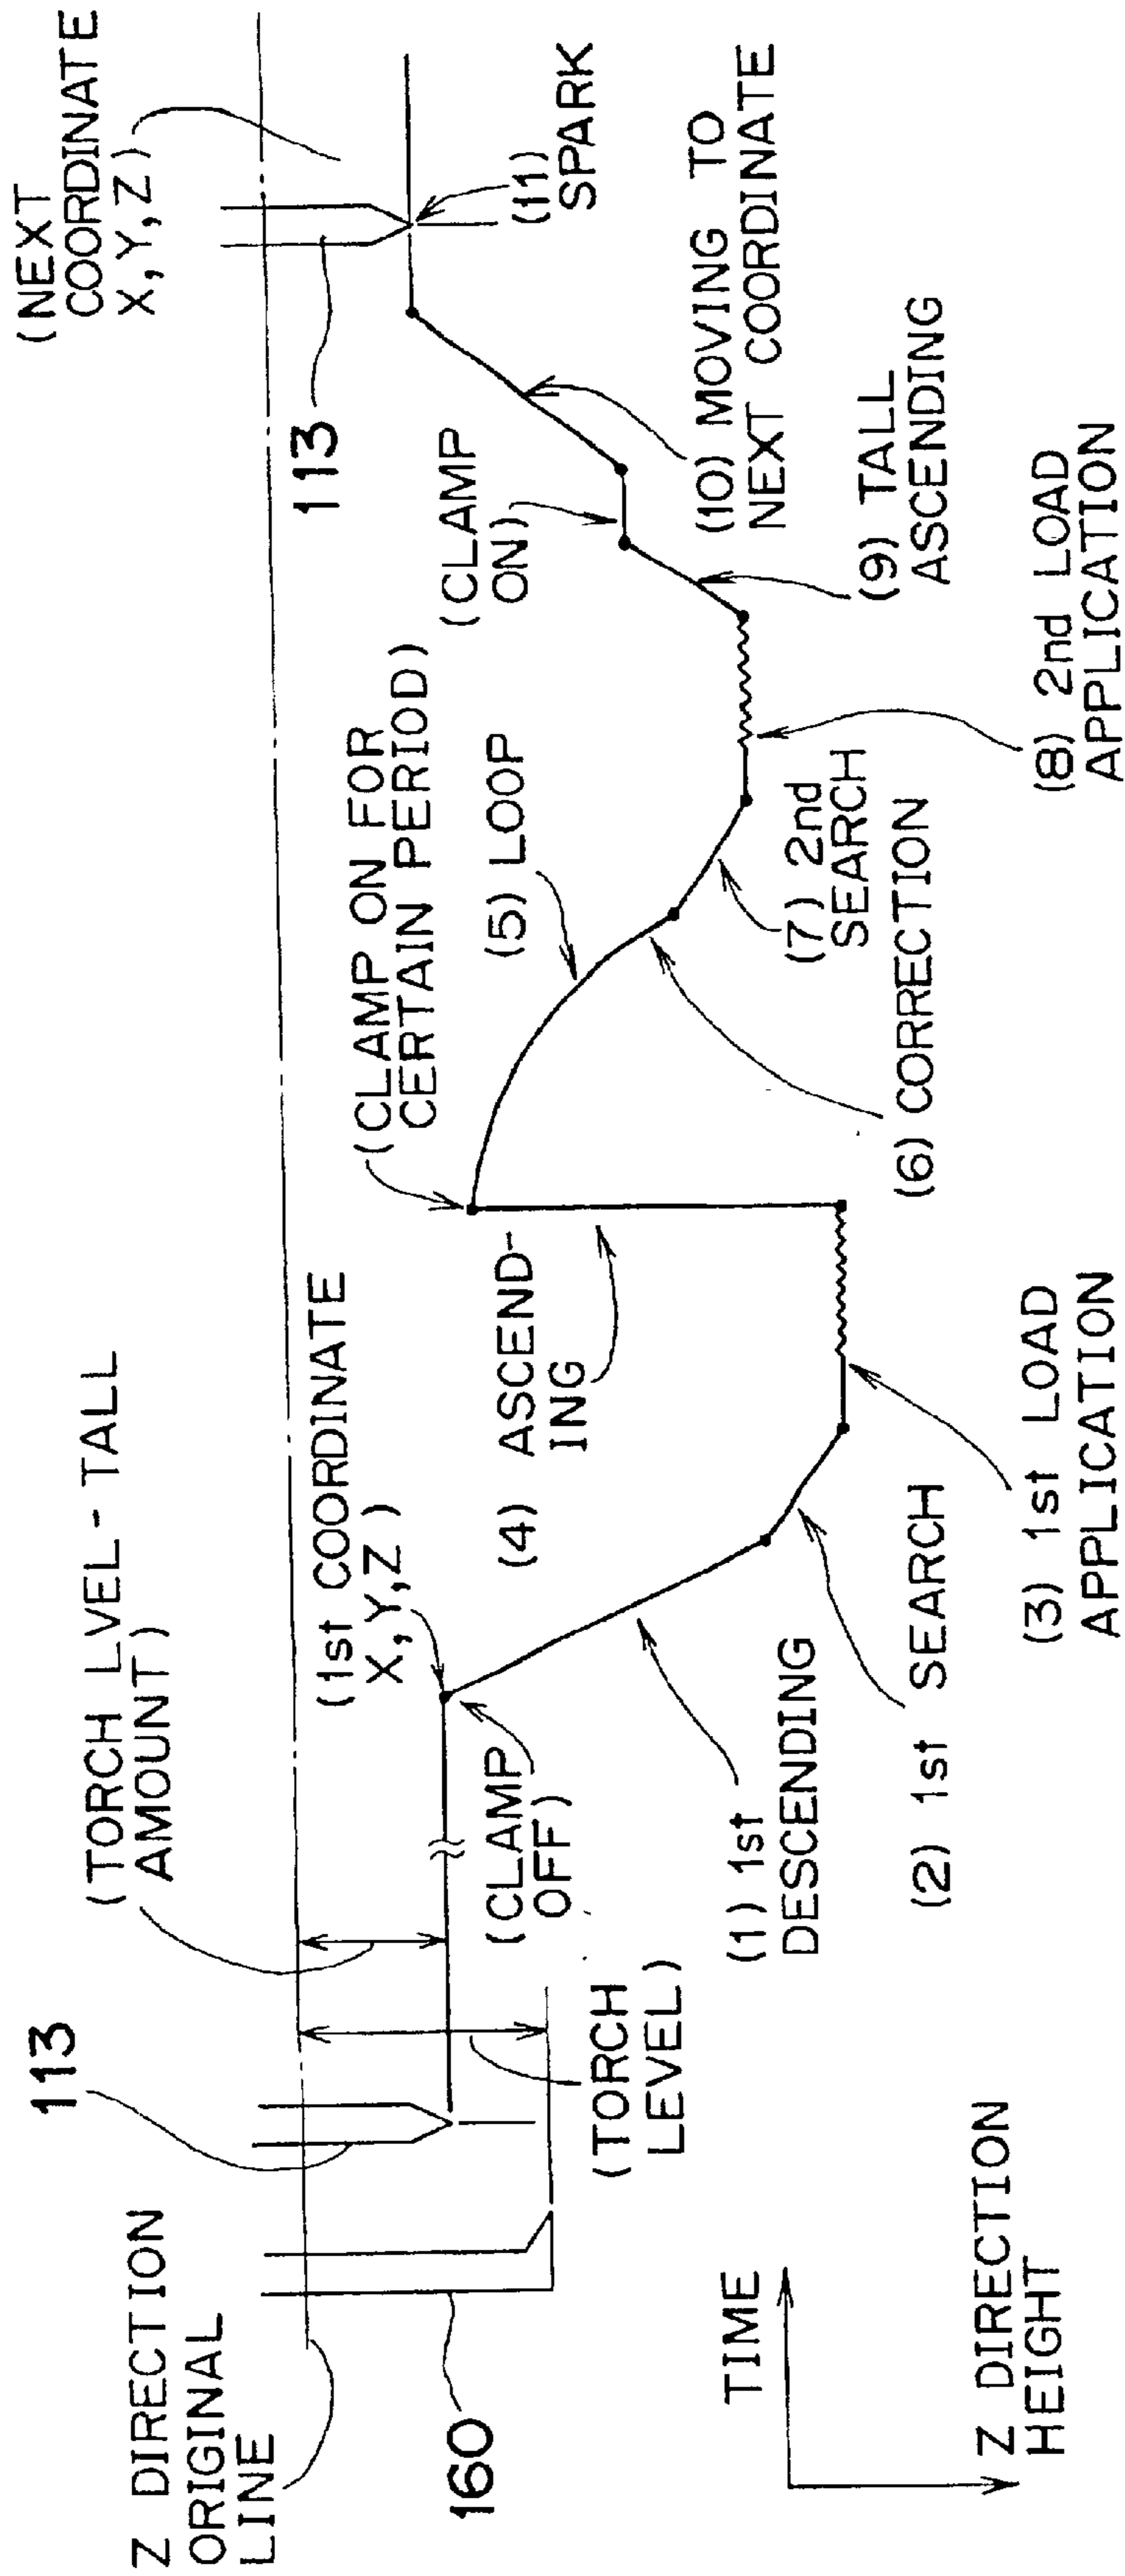 Z DIRECTION
ORIGINAL
LINE
160
113
(TORCH LVEL-TALL
AMOUNT)
(TORCH
LEVEL)
(1st COORDINATE
X,Y,Z)
(CLAMP
OFF)
(1) 1st
DESCENDING
(2) 1st SEARCH
(3) 1st LOAD
APPLICATION
(4) ASCEND-
ING
(CLAMP ON FOR
CERTAIN PERIOD)
(5) LOOP
(6) CORRECTION
(7) 2nd
SEARCH
(8) 2nd LOAD
APPLICATION
(9) TALL
ASCENDING
(CLAMP
ON)
(10) MOVING TO
NEXT COORDINATE
113
(NEXT
COORDINATE
X,Y,Z)
(11)
SPARK
TIME
Z DIRECTION
HEIGHT